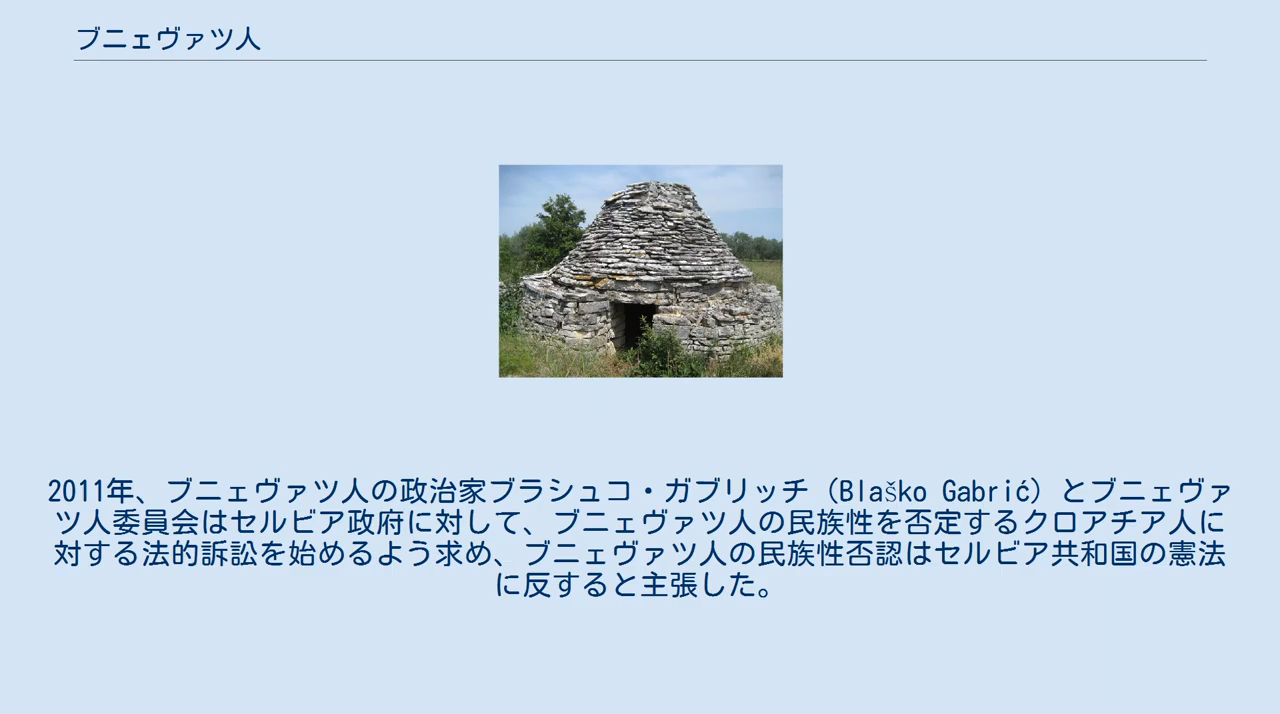 ブニェヴァツ人
2011年、ブニェヴァツ人の政治家ブラシュコ・ガブリッチ（Blaško Gabrić）とブニェヴァ
ツ人委員会はセルビア政府に対して、ブニェヴァツ人の民族性を否定するクロアチア人に
対する法的訴訟を始めるよう求め、ブニェヴァツ人の民族性否認はセルビア共和国の憲法
に反すると主張した。